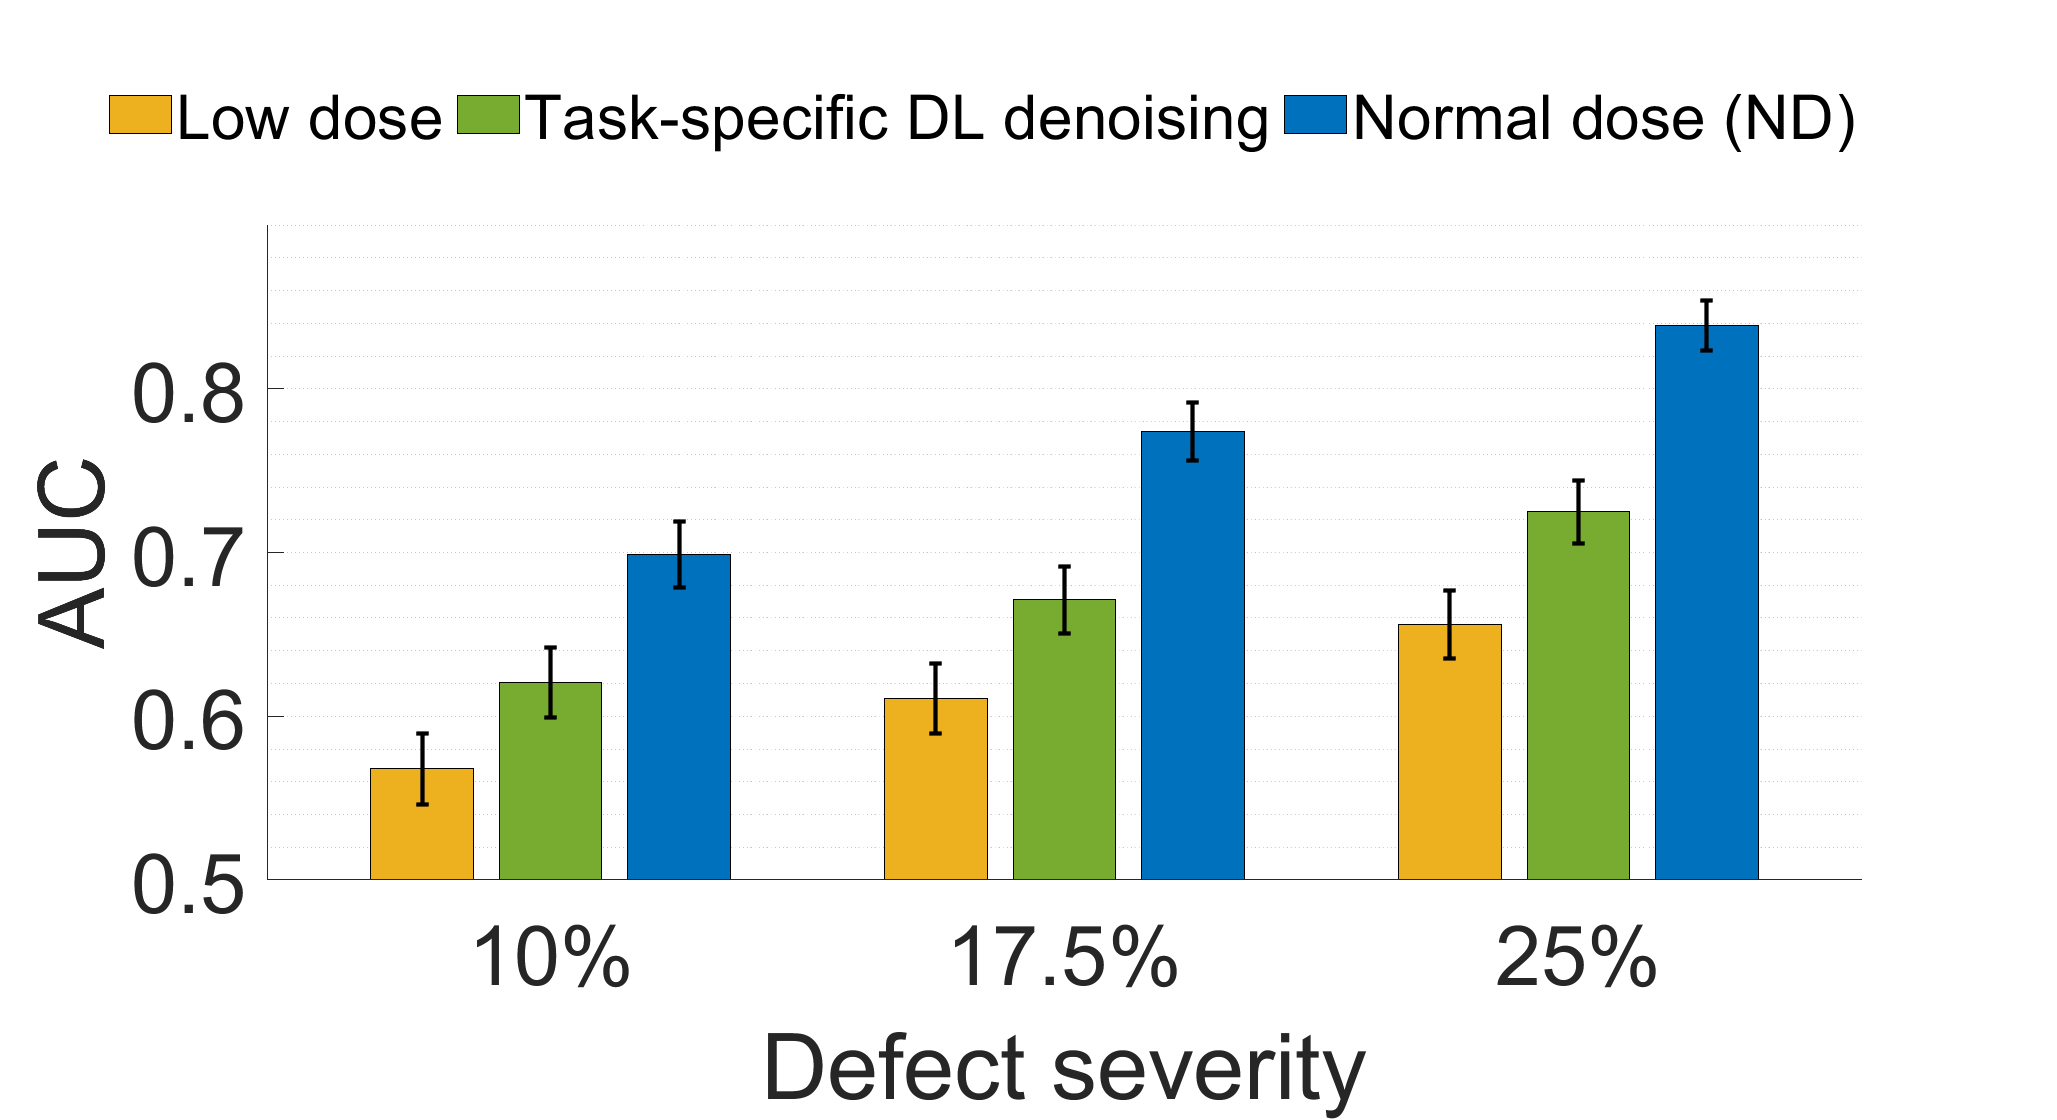 Low dose Task-specific DL denoising Normal dose (ND)
AUC
0.8
0.7
0.6
0.5
10% 17.5% 25%
Defect severity